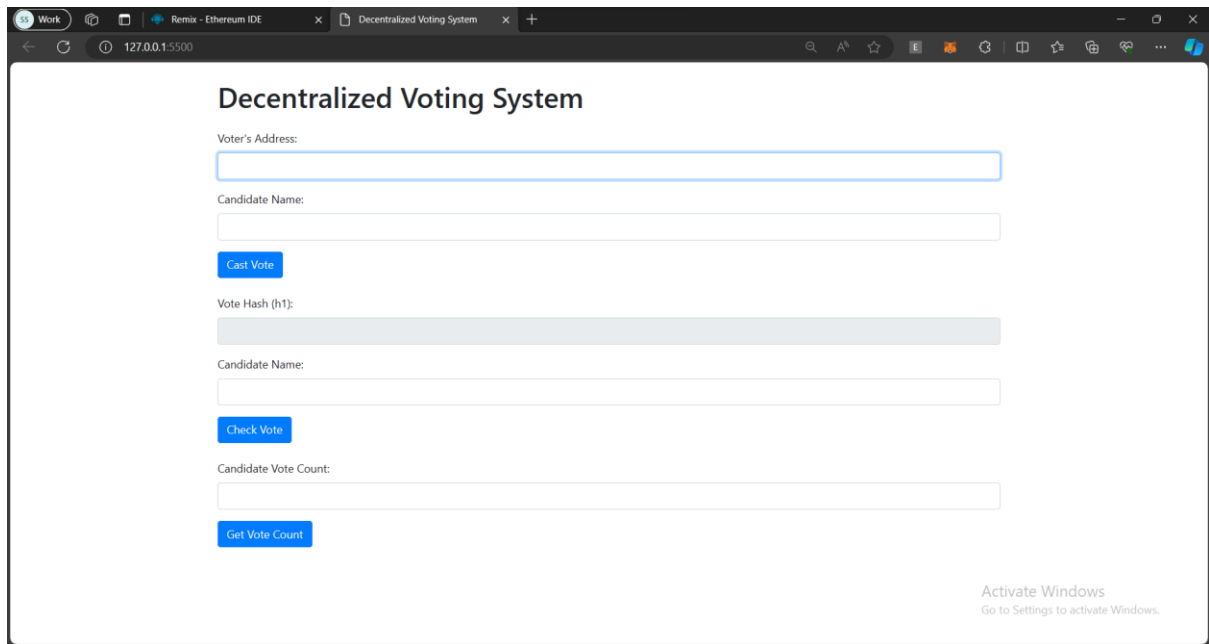 SS Work
Remix - Ethereum IDE
Decentralized Voting System
127.0.0.1:5500
Decentralized Voting System
Voter's Address:
Candidate Name:
Cast Vote
Vote Hash (h1):
Candidate Name:
Check Vote
Candidate Vote Count:
Get Vote Count
Activate Windows
Go to Settings to activate Windows.